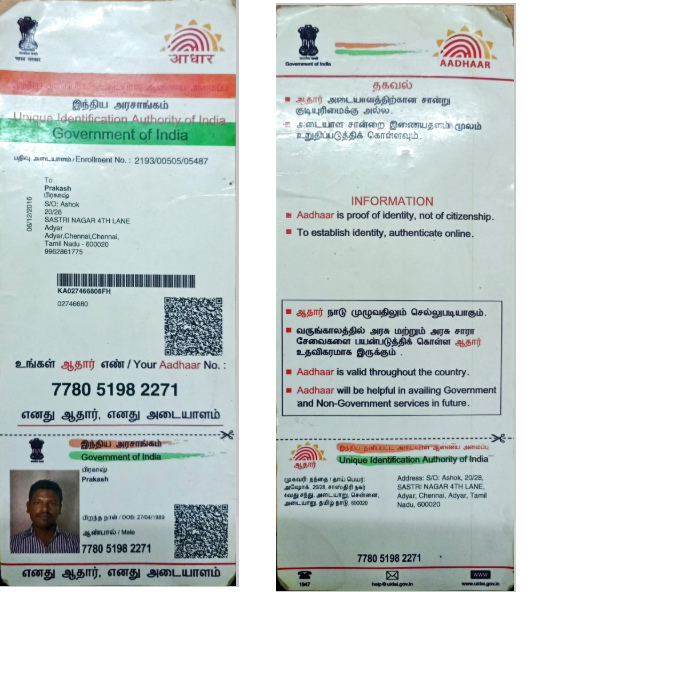 भारत सरकार
आधार
இந்திய அரசாங்கம்
Unique Identification Authority of India
Government of India
பதிவு அடையாளம் / Enrollment No. : 2193/00505/05487
06/12/2016
To
Prakash
பிரகாஷ்
S/O: Ashok
20/28
SASTRI NAGAR 4TH LANE
Adyar
Adyar,Chennai,Chennai,
Tamil Nadu - 600020
9962861775
KA027466808FH
02746680
உங்கள் ஆதார் எண் / Your Aadhaar No. :
7780 5198 2271
எனது ஆதார், எனது அடையாளம்
இந்திய அரசாங்கம்
Government of India
பிரகாஷ்
Prakash
பிறந்த நாள் / DOB: 27/04/1989
ஆண்பால் / Male
7780 5198 2271
எனது ஆதார், எனது அடையாளம்
Government of India
AADHAAR
தகவல்
ஆதார் அடையாளத்திற்கான சான்று
குடியுரிமைக்கு அல்ல.
அடையாள சான்றை இணையதளம் மூலம்
உறுதிப்படுத்திக் கொள்ளவும்.
INFORMATION
Aadhaar is proof of identity, not of citizenship.
To establish identity, authenticate online.
ஆதார் நாடு முழுவதிலும் செல்லுபடியாகும்.
வருங்காலத்தில் அரசு மற்றும் அரசு சாரா
சேவைகளை பயன்படுத்திக் கொள்ள ஆதார்
உதவிகரமாக இருக்கும் .
Aadhaar is valid throughout the country.
Aadhaar will be helpful in availing Government
and Non-Government services in future.
ஆதார்
இந்திய தனிப்பட்ட அடையாள ஆணைய அமைப்பு
Unique Identification Authority of India
முகவரி: தந்தை / தாய் பெயர்:
அஷோக், 20/28, சாஸ்திரி நகர்
4வது சந்து, அடையாறு, சென்னை,
அடையாறு, தமிழ் நாடு, 600020
Address: S/O: Ashok, 20/28,
SASTRI NAGAR 4TH LANE,
Adyar, Chennai, Adyar, Tamil
Nadu, 600020
7780 5198 2271
1947
help@uidai.gov.in
WWW
www.uidai.gov.in